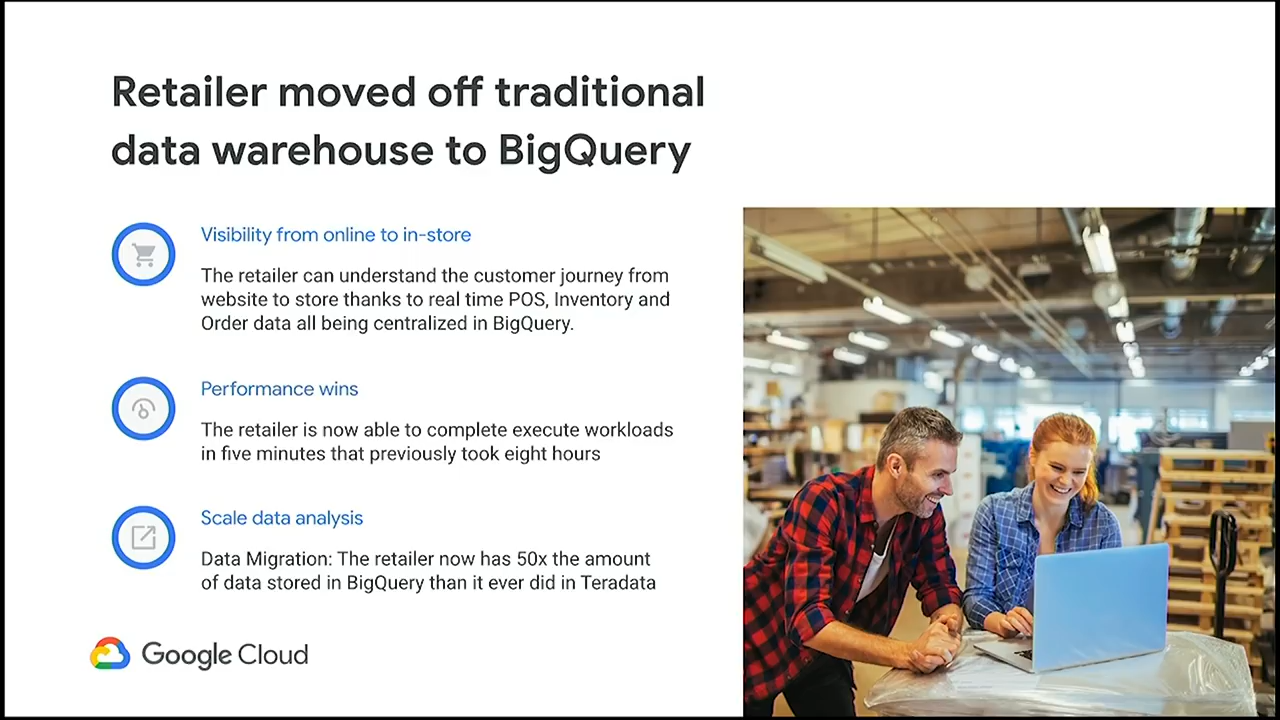 Retailer moved off traditional
data warehouse to BigQuery
Visibility from online to in-store
The retailer can understand the customer journey from
website to store thanks to real time POS, Inventory and
Order data all being centralized in BigQuery.
Performance wins
The retailer is now able to complete execute workloads
in five minutes that previously took eight hours
Scale data analysis
Data Migration: The retailer now has 50x the amount
of data stored in BigQuery than it ever did in Teradata
Google Cloud